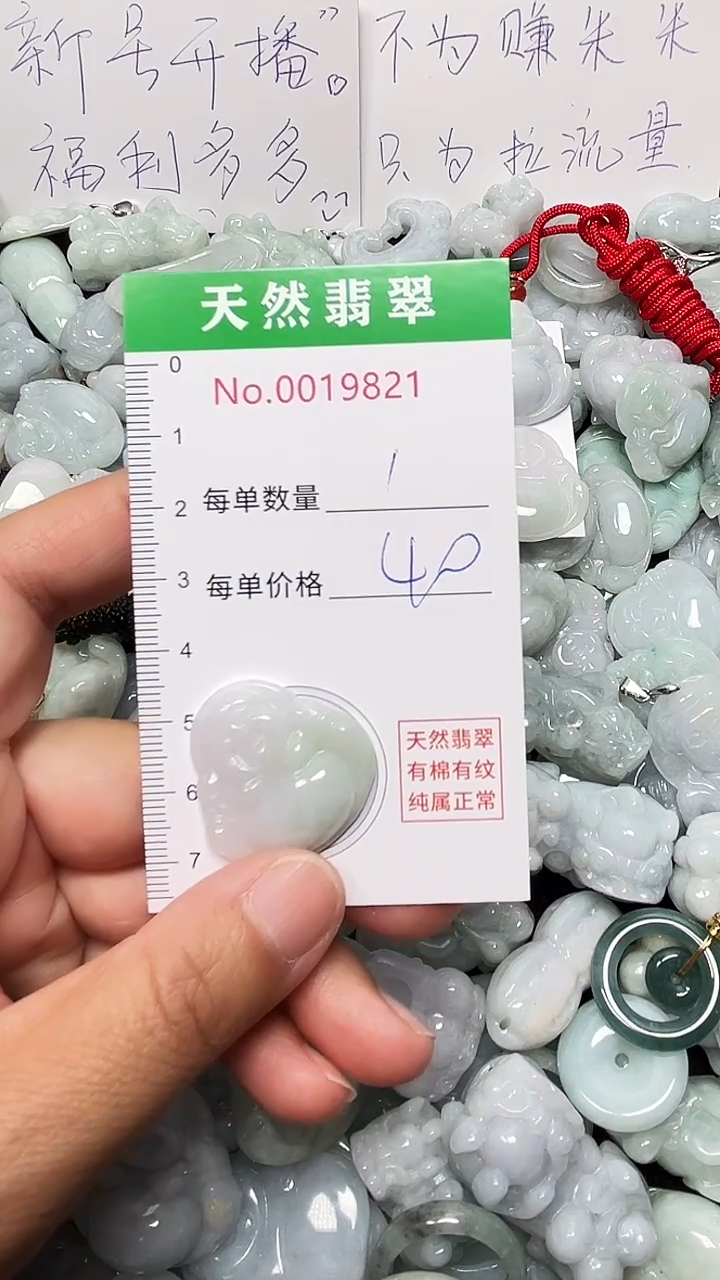 新号开播。
福利多多
不为赚米米
只为拉流量
天然翡翠
No.0019821
0
1
2
3
4
5
6
7
每单数量 1
每单价格 40
天然翡翠
有棉有纹
纯属正常